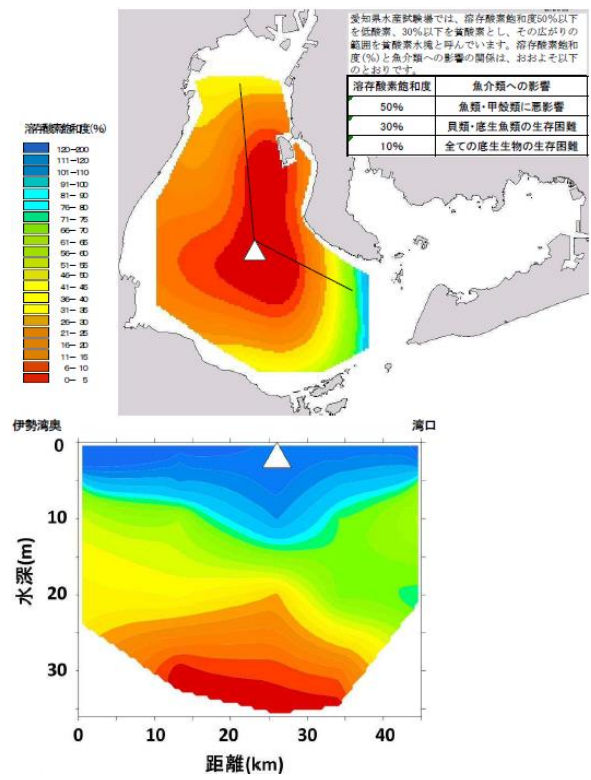 愛知県水産試験場では、溶存酸素飽和度50%以下
を低酸素、30%以下を貧酸素とし、その広がりの
範囲を貧酸素水塊と呼んでいます。溶存酸素飽和
度(%)と魚介類への影響の関係は、おおよそ以下
のとおりです。
溶存酸素飽和度 魚介類への影響
50% 魚類・甲殻類に悪影響
30% 貝類・底生魚類の生存困難
10% 全ての底生生物の生存困難
溶存酸素飽和度(%)
120-200
111-120
101-110
91-100
81-90
76-80
71-75
66-70
61-65
56-60
51-55
46-50
41-45
36-40
31-35
26-30
21-25
16-20
11-15
6-10
0-5
伊勢湾奥 湾口
0
10
20
30
水深(m)
0 10 20 30 40
距離(km)